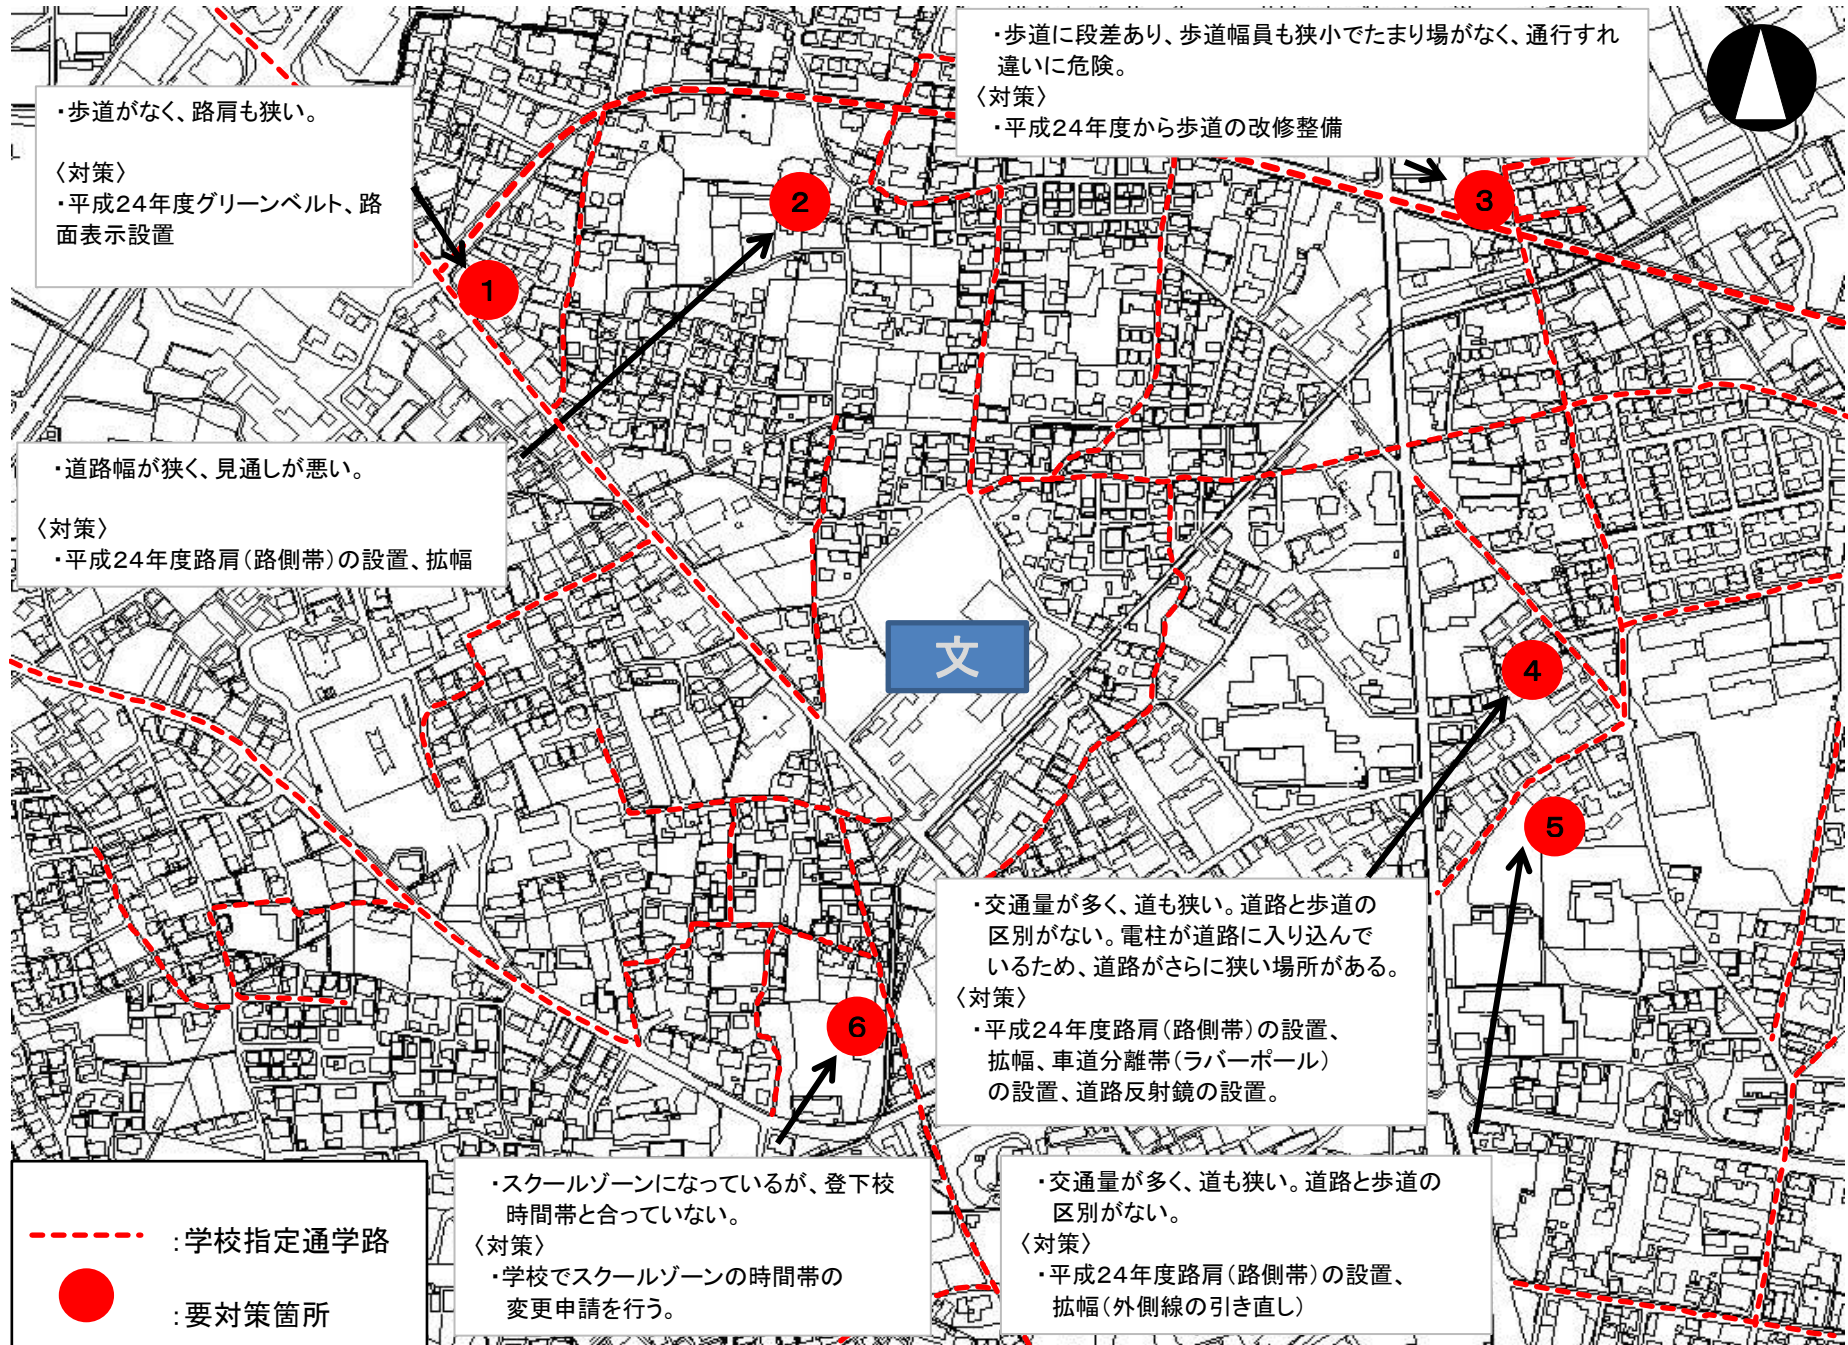 ・歩道に段差あり、歩道幅員も狭小でたまり場がなく、通行すれ
違いに危険。
〈対策〉
・平成24年度から歩道の改修整備
・歩道がなく、路肩も狭い。
〈対策〉
・平成24年度グリーンベルト、路
面表示設置
2
3
1
・道路幅が狭く、見通しが悪い。
〈対策〉
・平成24年度路肩(路側帯)の設置、拡幅
文
4
5
・交通量が多く、道も狭い。道路と歩道の
区別がない。電柱が道路に入り込んで
いるため、道路がさらに狭い場所がある。
〈対策〉
・平成24年度路肩(路側帯)の設置、
拡幅、車道分離帯(ラバーポール)
の設置、道路反射鏡の設置。
6
・スクールゾーンになっているが、登下校
時間帯と合っていない。
〈対策〉
・学校でスクールゾーンの時間帯の
変更申請を行う。
・交通量が多く、道も狭い。道路と歩道の
区別がない。
〈対策〉
・平成24年度路肩(路側帯)の設置、
拡幅(外側線の引き直し)
:学校指定通学路
:要対策箇所